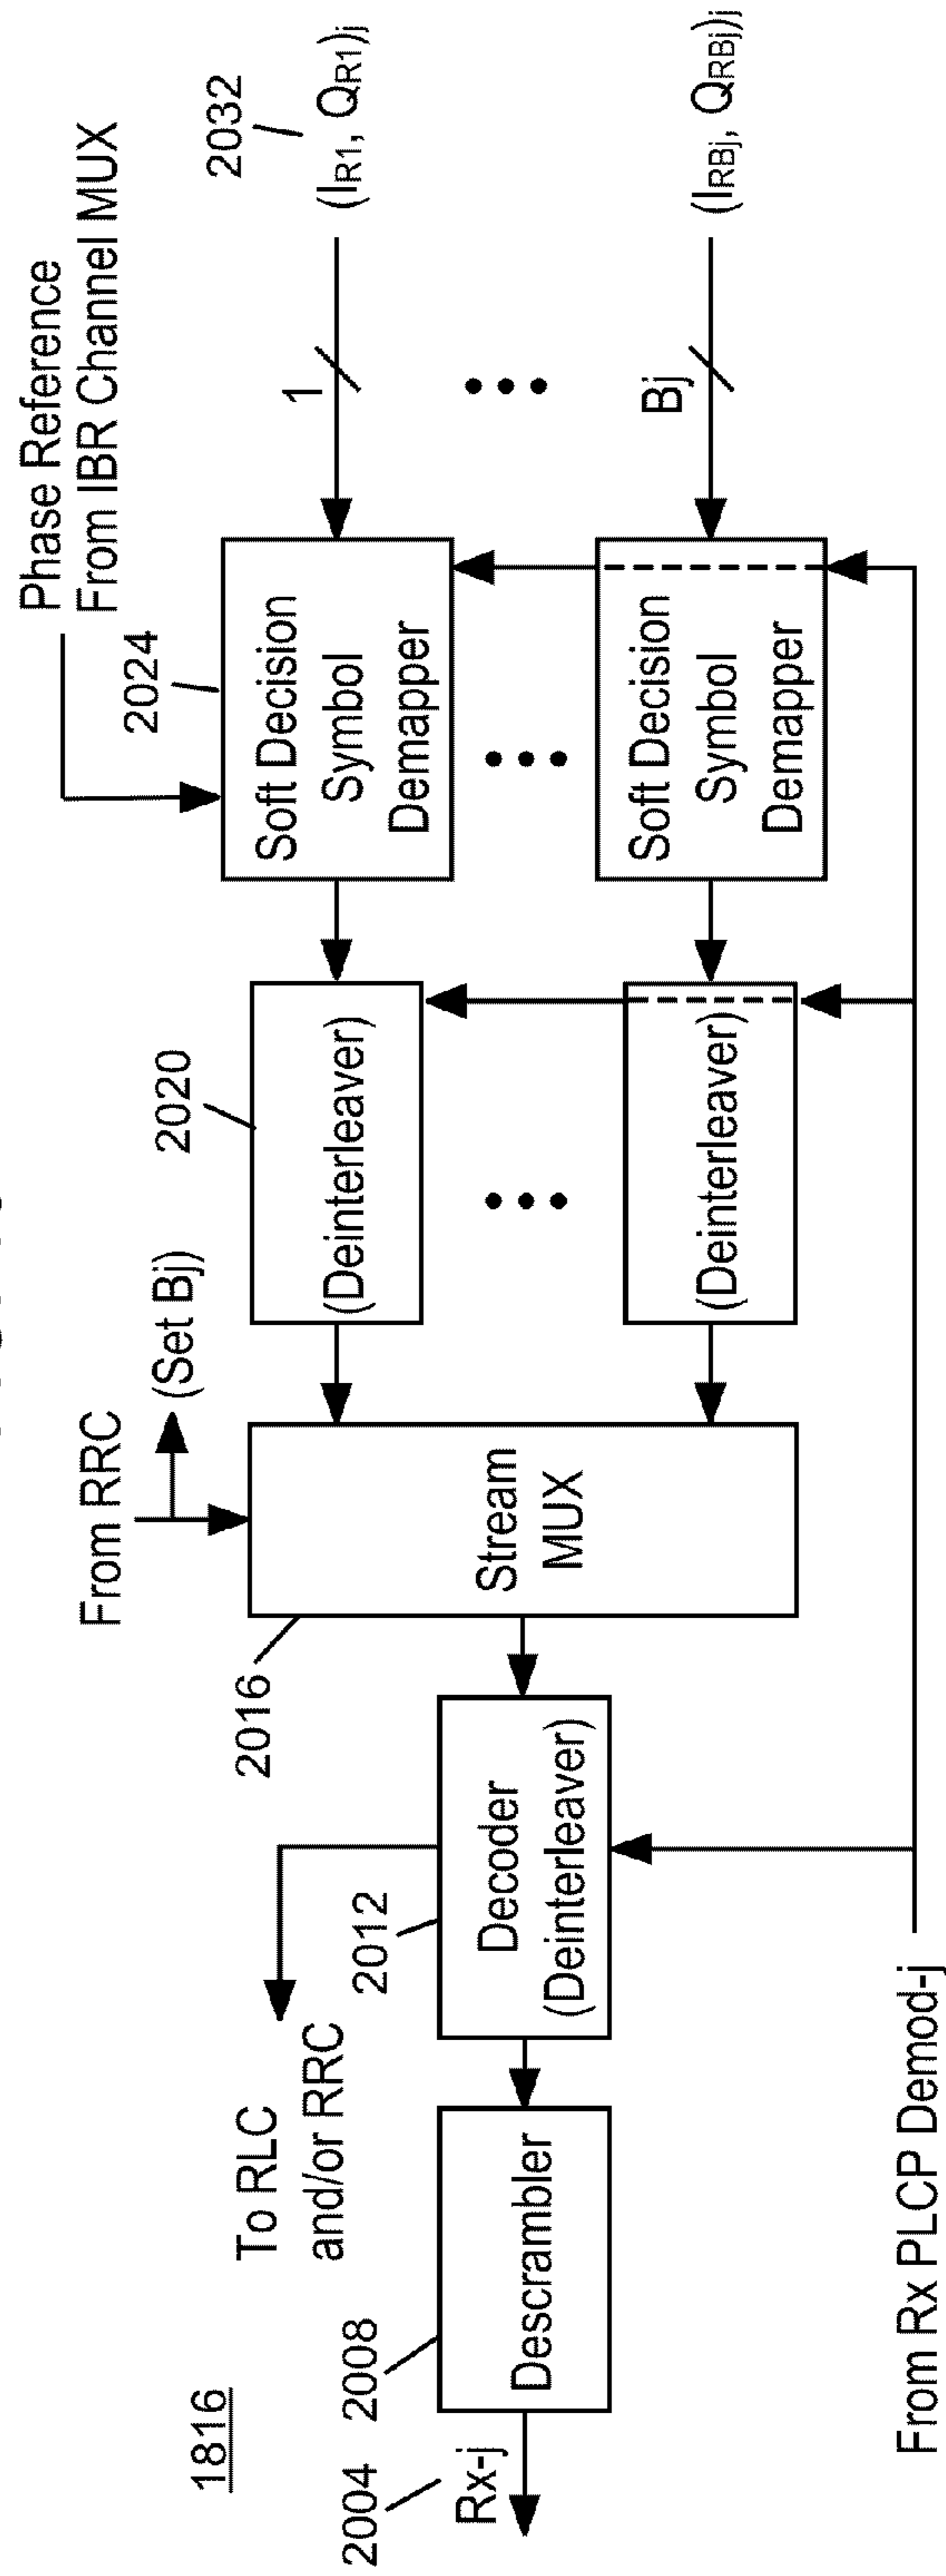 1816
2004
Rx-j
2008
Descrambler
To RLC
and/or RRC
2012
Decoder
(Deinterleaver)
2016
From RRC
(Set Bj)
Stream
MUX
2020
(Deinterleaver)
(Deinterleaver)
2024
Phase Reference
From IBR Channel MUX
Soft Decision
Symbol
Demapper
Soft Decision
Symbol
Demapper
1
Bj
2032
(IR1, QR1)j
(IRBj, QRBj)j
From Rx PLCP Demod-j